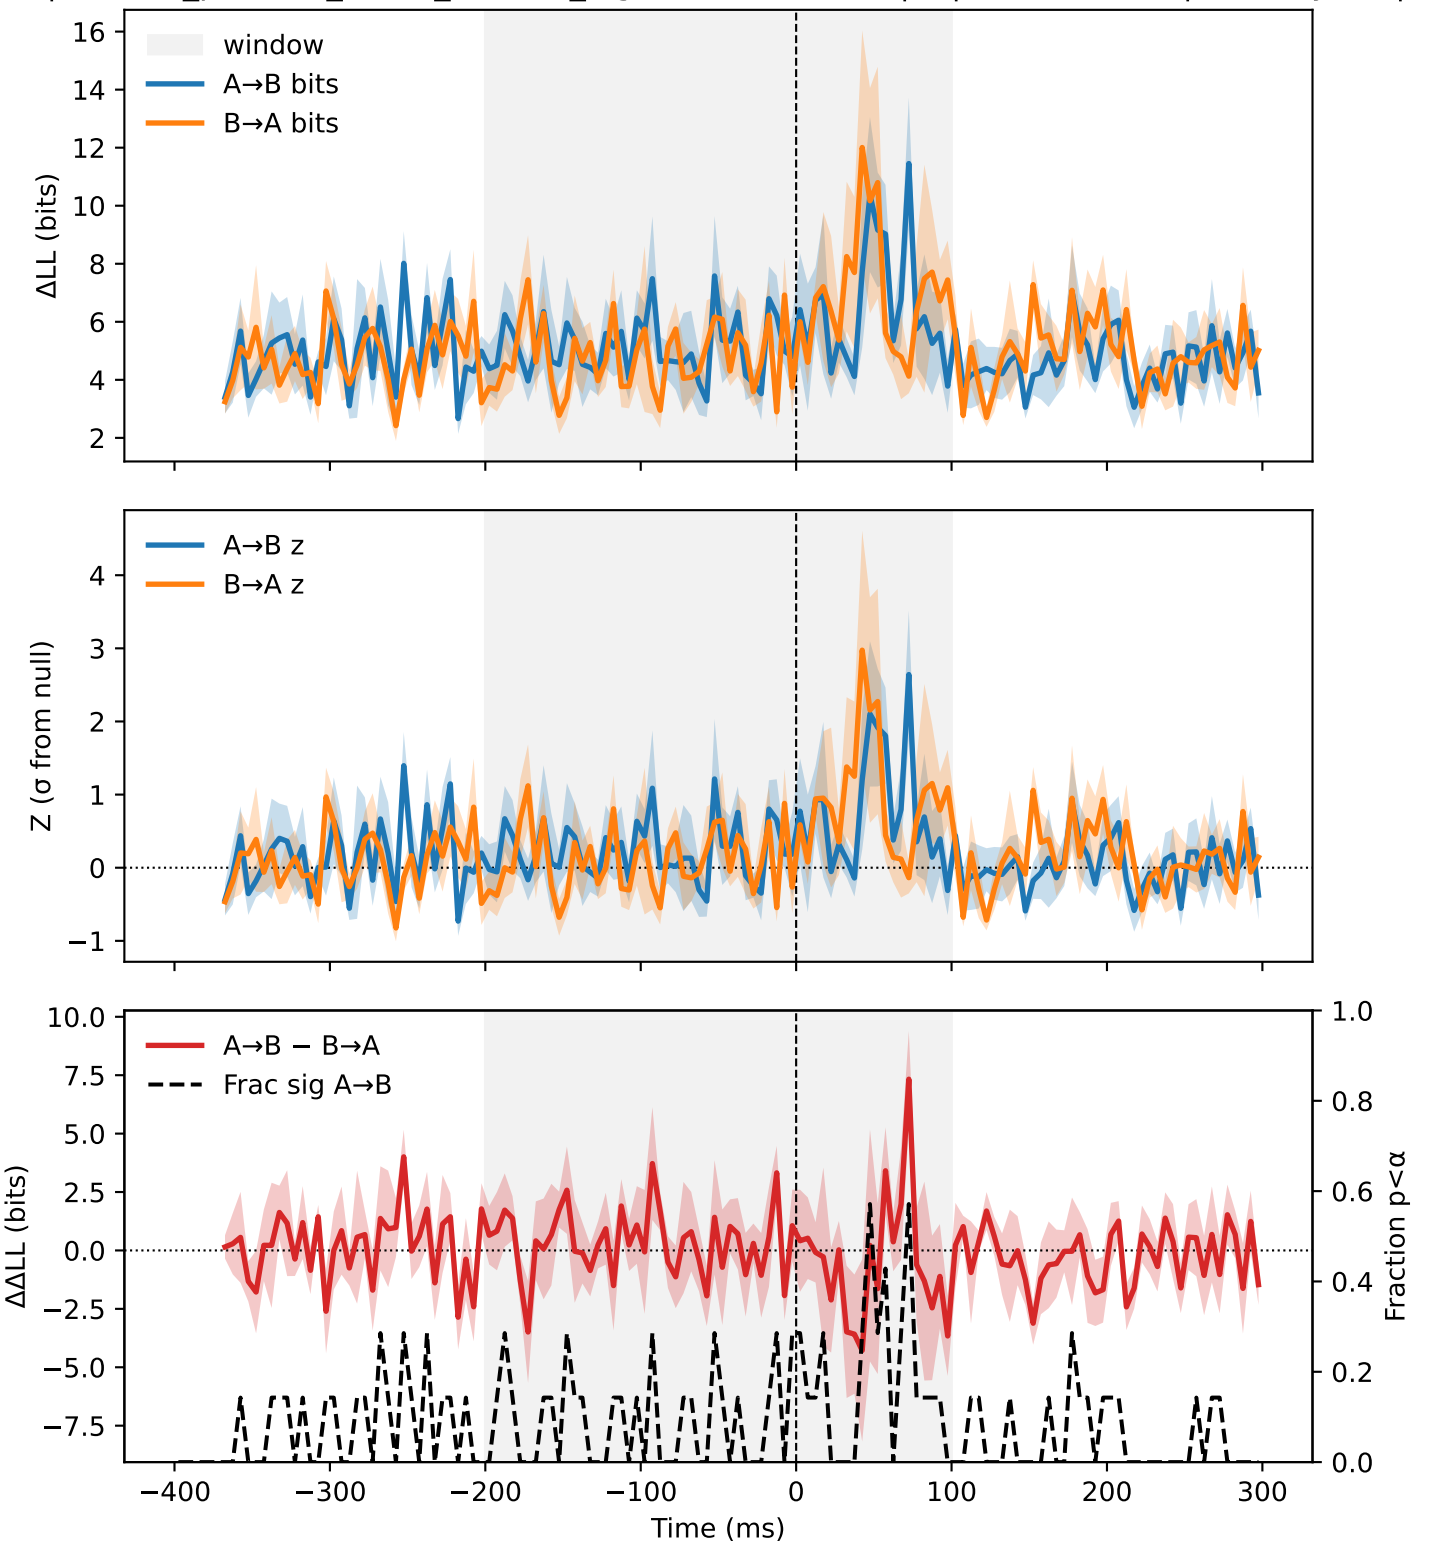 window
A→B bits
B→A bits
ΔLL (bits)
16
14
12
10
8
6
4
2
A→B z
B→A z
Z (σ from null)
4
3
2
1
0
−1
A→B − B→A
Frac sig A→B
ΔΔLL (bits)
10.0
7.5
5.0
2.5
0.0
−2.5
−5.0
−7.5
1.0
0.8
0.6
0.4
0.2
0.0
Fraction p<α
−400 −300 −200 −100 0 100 200 300
Time (ms)